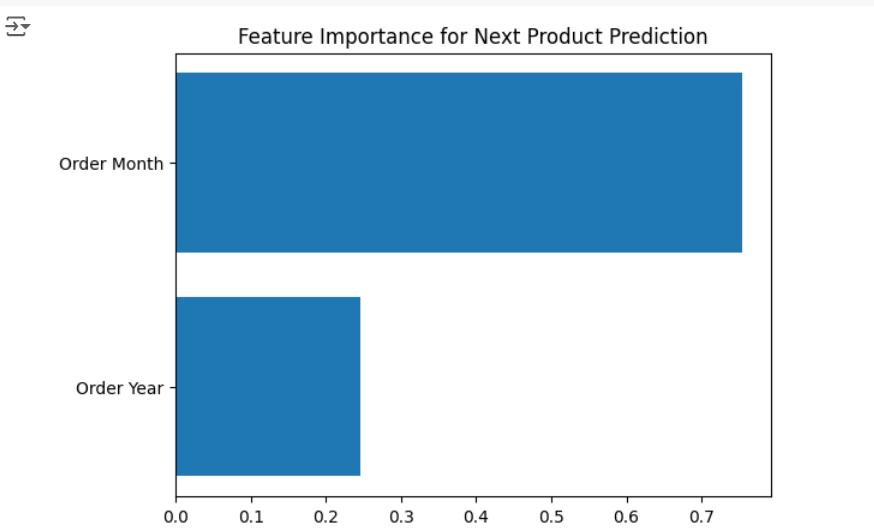 Feature Importance for Next Product Prediction
Order Month
Order Year
0.0 0.1 0.2 0.3 0.4 0.5 0.6 0.7